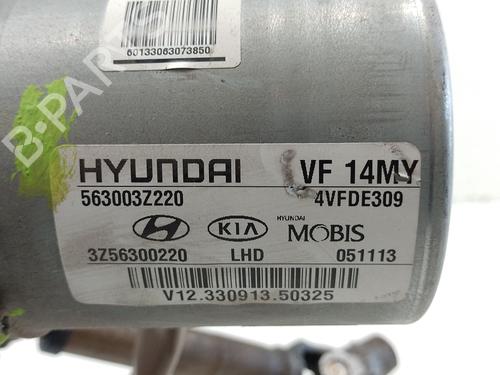 60133063073850
B-PARTS
HYUNDAI VF 14MY
563003Z220 4VFDE309
KIA HYUNDAI MOBIS
3Z56300220 LHD 051113
V12.330913.50325